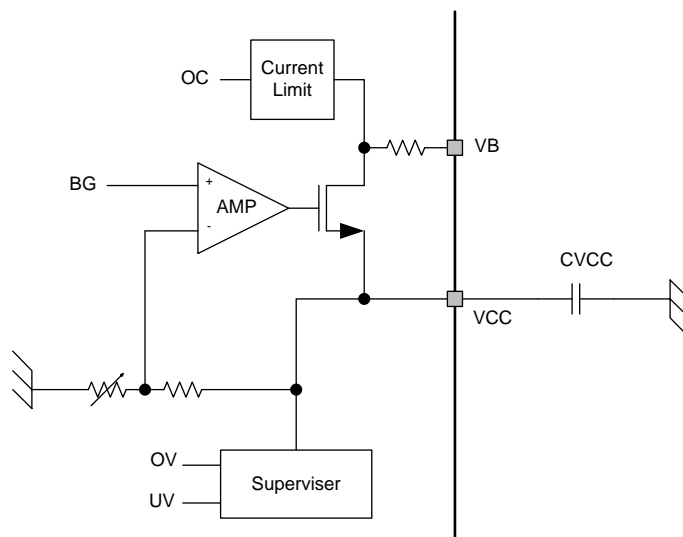 Current
Limit
OC
VB
BG
+
AMP
-
CVCC
VCC
OV
Superviser
UV